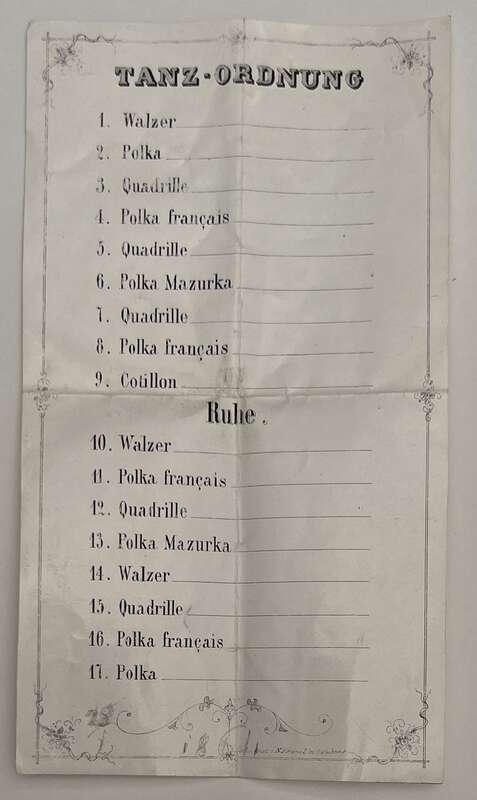 TANZ-ORDNUNG
1. Walzer
2. Polka
3. Quadrille
4. Polka français
5. Quadrille
6. Polka Mazurka
7. Quadrille
8. Polka français
9. Cotillon
Ruhe.
10. Walzer
11. Polka français
12. Quadrille
13. Polka Mazurka
14. Walzer
15. Quadrille
16. Polka français
17. Polka